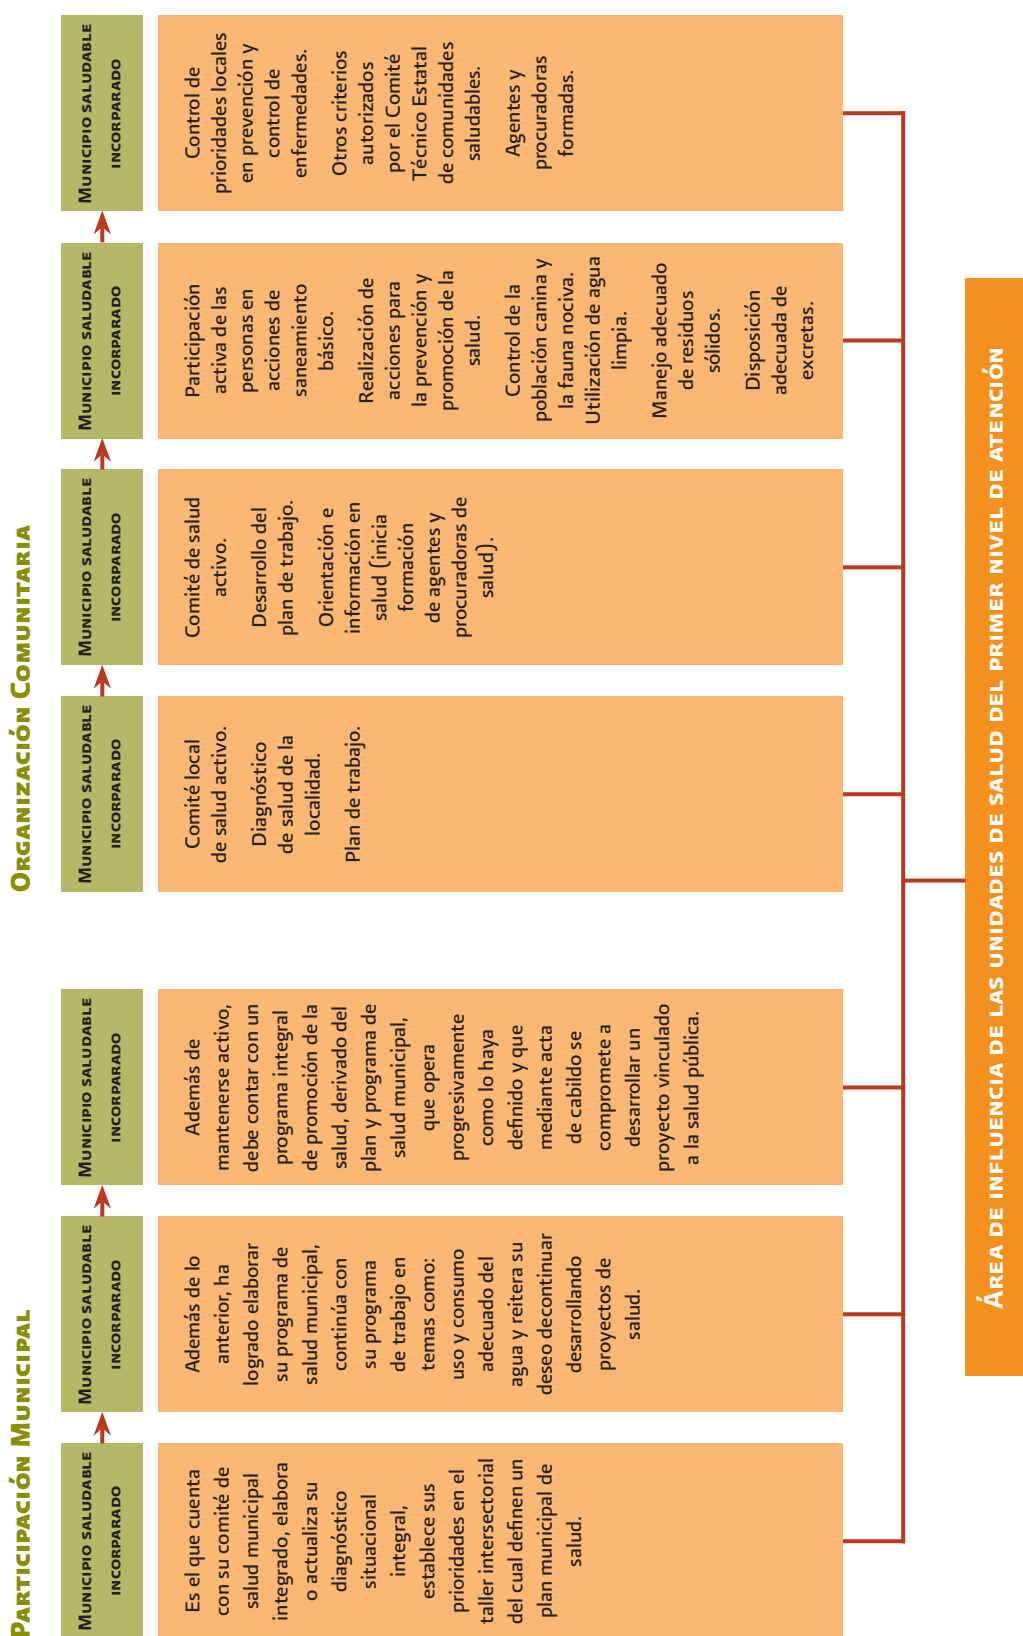 PARTICIPACIÓN MUNICIPAL
MUNICIPIO SALUDABLE
INCORPARADO
Es el que cuenta
con su comité de
salud municipal
integrado, elabora
o actualiza su
diagnóstico
situacional
integral,
establece sus
prioridades en el
taller intersectorial
del cual definen un
plan municipal de
salud.
MUNICIPIO SALUDABLE
INCORPARADO
Además de lo
anterior, ha
logrado elaborar
su programa de
salud municipal,
continúa con
su programa
de trabajo en
temas como:
uso y consumo
adecuado del
agua y reitera su
deseo decontinuar
desarrollando
proyectos de
salud.
MUNICIPIO SALUDABLE
INCORPARADO
Además de
mantenerse activo,
debe contar con un
programa integral
de promoción de la
salud, derivado del
plan y programa de
salud municipal,
que opera
progresivamente
como lo haya
definido y que
mediante acta
de cabildo se
compromete a
desarrollar un
proyecto vinculado
a la salud pública.
ORGANIZACIÓN COMUNITARIA
MUNICIPIO SALUDABLE
INCORPARADO
Comité local
de salud activo.
Diagnóstico
de salud de la
localidad.
Plan de trabajo.
MUNICIPIO SALUDABLE
INCORPARADO
Comité de salud
activo.
Desarrollo del
plan de trabajo.
Orientación e
información en
salud (inicia
formación
de agentes y
procuradoras de
salud).
MUNICIPIO SALUDABLE
INCORPARADO
Participación
activa de las
personas en
acciones de
saneamiento
básico.
Realización de
acciones para
la prevención y
promoción de la
salud.
Control de la
población canina y
la fauna nociva.
Utilización de agua
limpia.
Manejo adecuado
de residuos
sólidos.
Disposición
adecuada de
excretas.
MUNICIPIO SALUDABLE
INCORPARADO
Control de
prioridades locales
en prevención y
control de
enfermedades.
Otros criterios
autorizados
por el Comité
Técnico Estatal
de comunidades
saludables.
Agentes y
procuradoras
formadas.
ÁREA DE INFLUENCIA DE LAS UNIDADES DE SALUD DEL PRIMER NIVEL DE ATENCIÓN